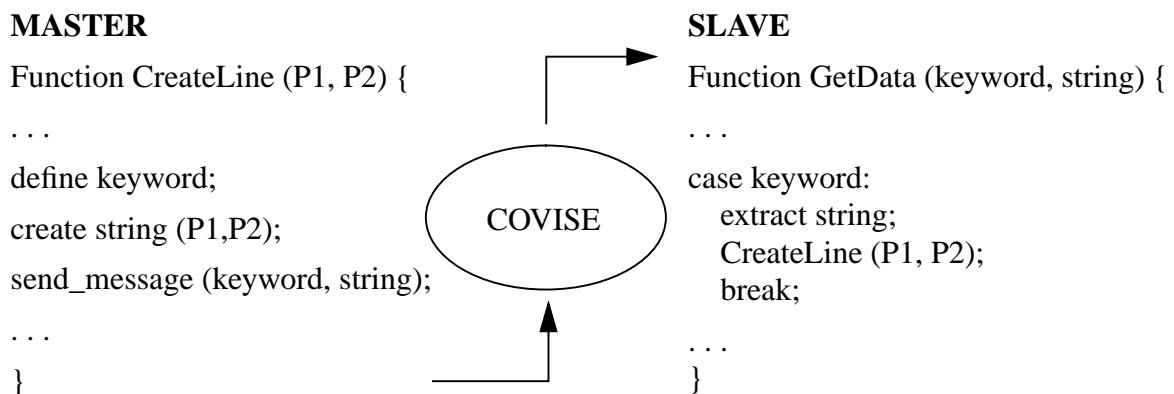 MASTER
Function CreateLine (P1, P2) {
. . .
define keyword;
create string (P1,P2);
send_message (keyword, string);
. . .
}
COVISE
SLAVE
Function GetData (keyword, string) {
. . .
case keyword:
extract string;
CreateLine (P1, P2);
break;
. . .
}